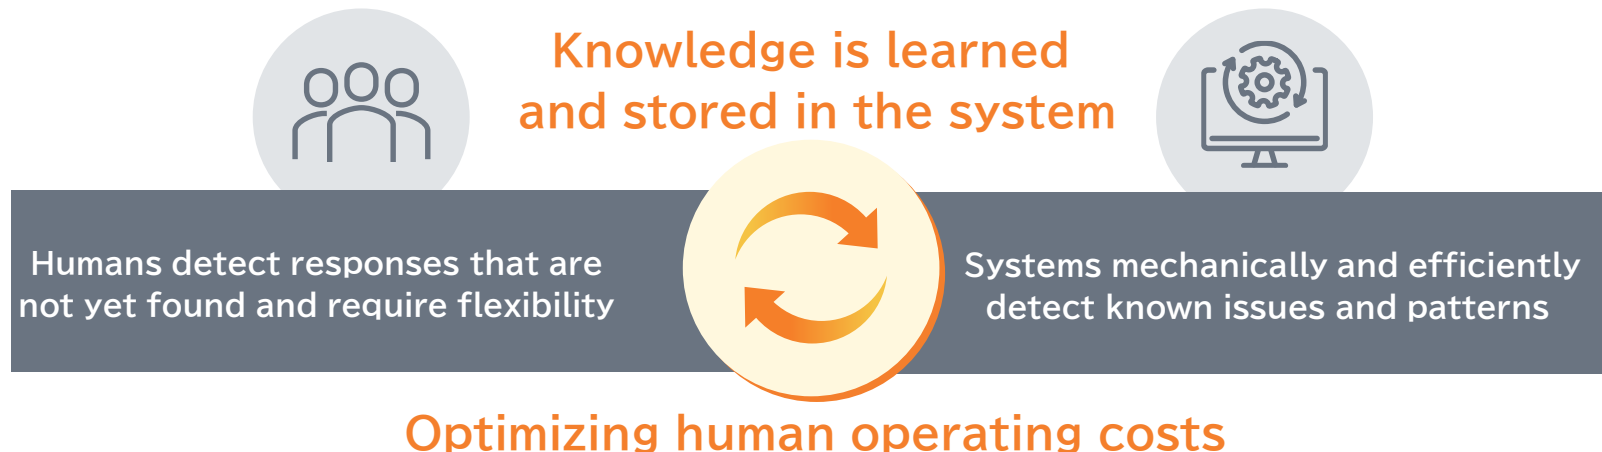 Knowledge is learned
and stored in the system
Humans detect responses that are
not yet found and require flexibility
Systems mechanically and efficiently
detect known issues and patterns
Optimizing human operating costs